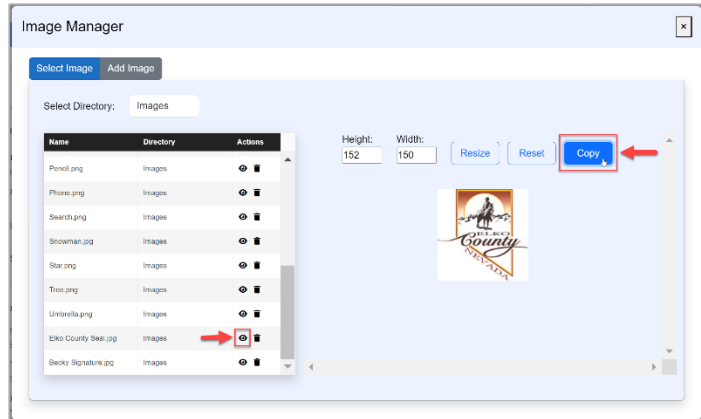 Image Manager
×
Select Image Add Image
Select Directory: Images
Name Directory Actions
Pencil.png Images
Phone.png Images
Search.png Images
Snowman.jpg Images
Star.png Images
Tree.png Images
Umbrella.png Images
Elko County Seal.jpg Images
Becky Signature.jpg Images
Height: Width:
152 150 Resize Reset Copy
ELKO
County
NEVADA